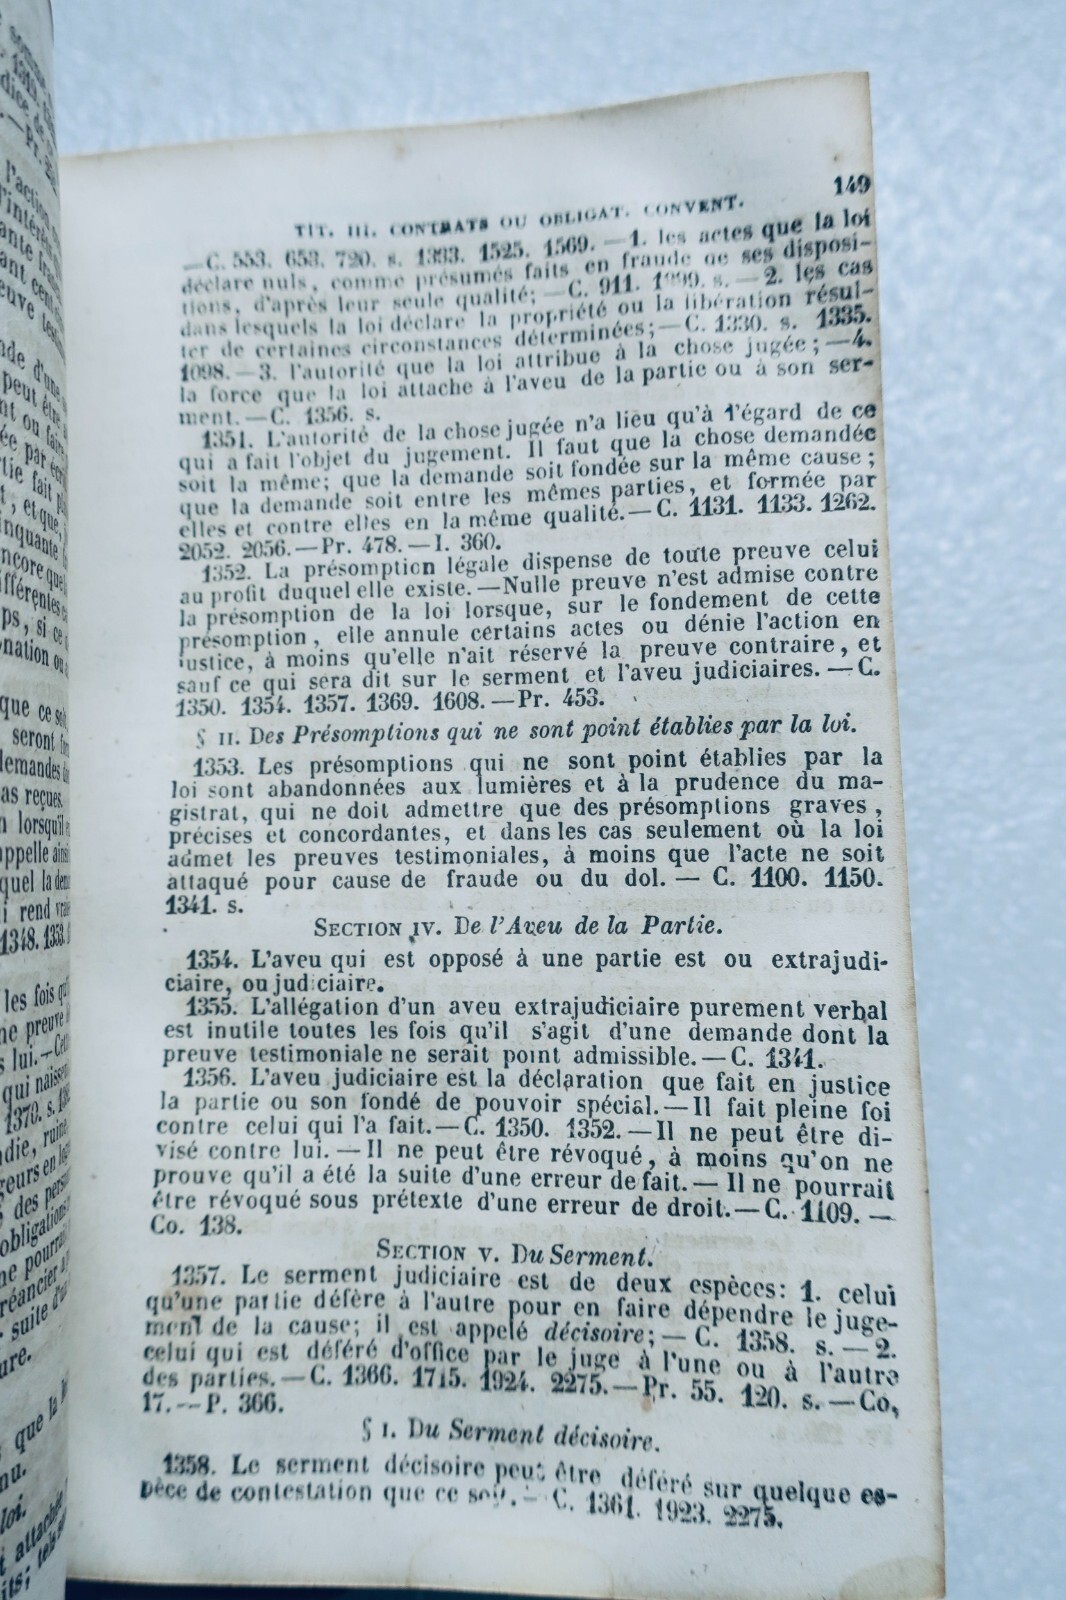 149
TIT. III. CONTRATS OU OBLIGAT. CONVENT.
—C. 553. 653. 720. s. 1393. 1525. 1569. —1. les actes que la loi
déclare nuls, comme présumés faits en fraude de ses disposi-
tions, d'après leur seule qualité; —C. 911. 1099. s. —2. les cas
dans lesquels la loi déclare la propriété ou la libération résul-
ter de certaines circonstances déterminées; —C. 1330. s. 1335.
1098. —3. l'autorité que la loi attribue à la chose jugée; —4.
la force que la loi attache à l'aveu de la partie ou à son ser-
ment. —C. 1356. s.
1351. L'autorité de la chose jugée n'a lieu qu'à l'égard de ce
qui a fait l'objet du jugement. Il faut que la chose demandée
soit la même; que la demande soit fondée sur la même cause;
que la demande soit entre les mêmes parties, et formée par
elles et contre elles en la même qualité. —C. 1131. 1133. 1262.
2052. 2056. —Pr. 478. —I. 360.
1352. La présomption légale dispense de toute preuve celui
au profit duquel elle existe. —Nulle preuve n'est admise contre
la présomption de la loi lorsque, sur le fondement de cette
présomption, elle annule certains actes ou dénie l'action en
justice, à moins qu'elle n'ait réservé la preuve contraire, et
sauf ce qui sera dit sur le serment et l'aveu judiciaires. —C.
1350. 1354. 1357. 1369. 1608. —Pr. 453.
§ II. Des Présomptions qui ne sont point établies par la loi.
1353. Les présomptions qui ne sont point établies par la
loi sont abandonnées aux lumières et à la prudence du ma-
gistrat, qui ne doit admettre que des présomptions graves,
précises et concordantes, et dans les cas seulement où la loi
admet les preuves testimoniales, à moins que l'acte ne soit
attaqué pour cause de fraude ou du dol. — C. 1100. 1150.
1341. s.
SECTION IV. De l'Aveu de la Partie.
1354. L'aveu qui est opposé à une partie est ou extrajudi-
ciaire, ou judiciaire.
1355. L'allégation d'un aveu extrajudiciaire purement verbal
est inutile toutes les fois qu'il s'agit d'une demande dont la
preuve testimoniale ne serait point admissible. —C. 1341.
1356. L'aveu judiciaire est la déclaration que fait en justice
la partie ou son fondé de pouvoir spécial. —Il fait pleine foi
contre celui qui l'a fait. —C. 1350. 1352. —Il ne peut être di-
visé contre lui. —Il ne peut être révoqué, à moins qu'on ne
prouve qu'il a été la suite d'une erreur de fait. — Il ne pourrait
être révoqué sous prétexte d'une erreur de droit. —C. 1109. —
Co. 138.
SECTION V. Du Serment.
1357. Le serment judiciaire est de deux espèces: 1. celui
qu'une partie défère à l'autre pour en faire dépendre le juge-
ment de la cause; il est appelé décisoire; — C. 1358. s. —2.
celui qui est déféré d'office par le juge à l'une ou à l'autre
des parties. —C. 1366. 1715. 1924. 2275. —Pr. 55. 120. s. —Co,
17. —P. 366.
§ I. Du Serment décisoire.
1358. Le serment décisoire peut être déféré sur quelque es-
pèce de contestation que ce soit. — C. 1361. 1923. 2275.